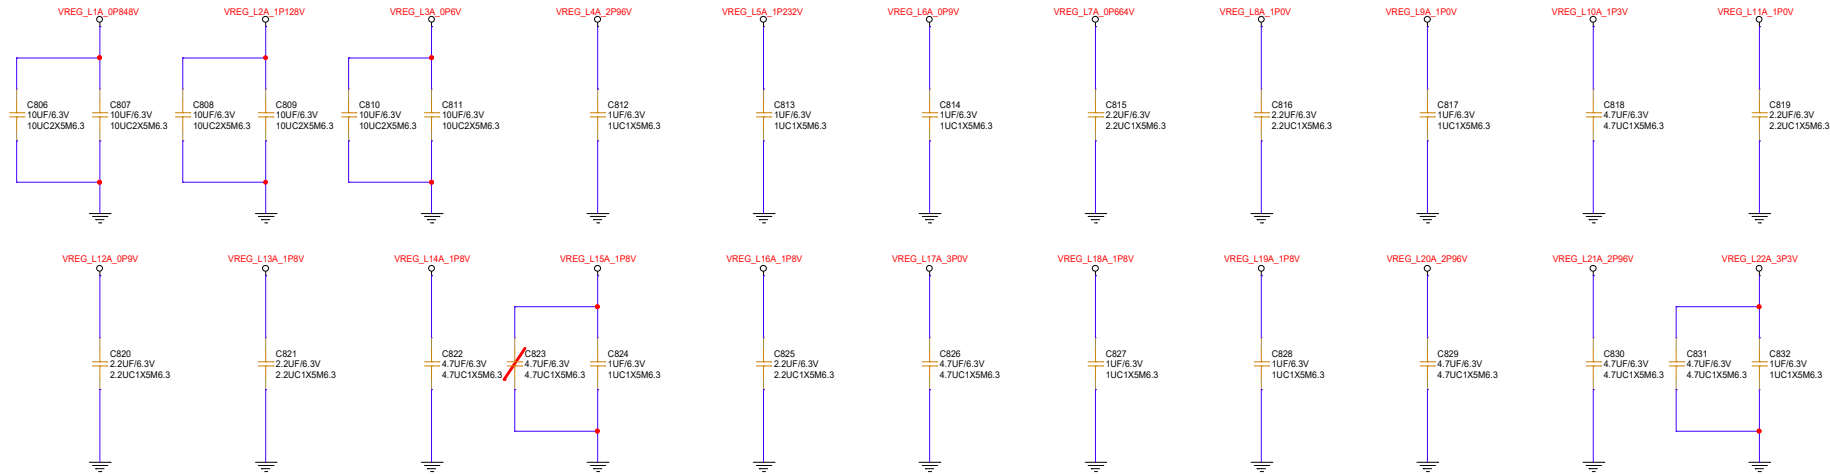 VREG_L1A_0P848V
VREG_L2A_1P128V
VREG_L3A_0P6V
VREG_L4A_2P96V
VREG_L5A_1P232V
VREG_L6A_0P9V
VREG_L7A_0P664V
VREG_L8A_1P0V
VREG_L9A_1P0V
VREG_L10A_1P3V
VREG_L11A_1P0V
C806
10UF/6.3V
10UC2X5M6.3
C807
10UF/6.3V
10UC2X5M6.3
C808
10UF/6.3V
10UC2X5M6.3
C809
10UF/6.3V
10UC2X5M6.3
C810
10UF/6.3V
10UC2X5M6.3
C811
10UF/6.3V
10UC2X5M6.3
C812
1UF/6.3V
1UC1X5M6.3
C813
1UF/6.3V
1UC1X5M6.3
C814
1UF/6.3V
1UC1X5M6.3
C815
2.2UF/6.3V
2.2UC1X5M6.3
C816
2.2UF/6.3V
2.2UC1X5M6.3
C817
1UF/6.3V
1UC1X5M6.3
C818
4.7UF/6.3V
4.7UC1X5M6.3
C819
2.2UF/6.3V
2.2UC1X5M6.3
VREG_L12A_0P9V
VREG_L13A_1P8V
VREG_L14A_1P8V
VREG_L15A_1P8V
VREG_L16A_1P8V
VREG_L17A_3P0V
VREG_L18A_1P8V
VREG_L19A_1P8V
VREG_L20A_2P96V
VREG_L21A_2P96V
VREG_L22A_3P3V
C820
2.2UF/6.3V
2.2UC1X5M6.3
C821
2.2UF/6.3V
2.2UC1X5M6.3
C822
4.7UF/6.3V
4.7UC1X5M6.3
C823
4.7UF/6.3V
4.7UC1X5M6.3
C824
1UF/6.3V
1UC1X5M6.3
C825
2.2UF/6.3V
2.2UC1X5M6.3
C826
4.7UF/6.3V
4.7UC1X5M6.3
C827
1UF/6.3V
1UC1X5M6.3
C828
1UF/6.3V
1UC1X5M6.3
C829
4.7UF/6.3V
4.7UC1X5M6.3
C830
4.7UF/6.3V
4.7UC1X5M6.3
C831
4.7UF/6.3V
4.7UC1X5M6.3
C832
1UF/6.3V
1UC1X5M6.3